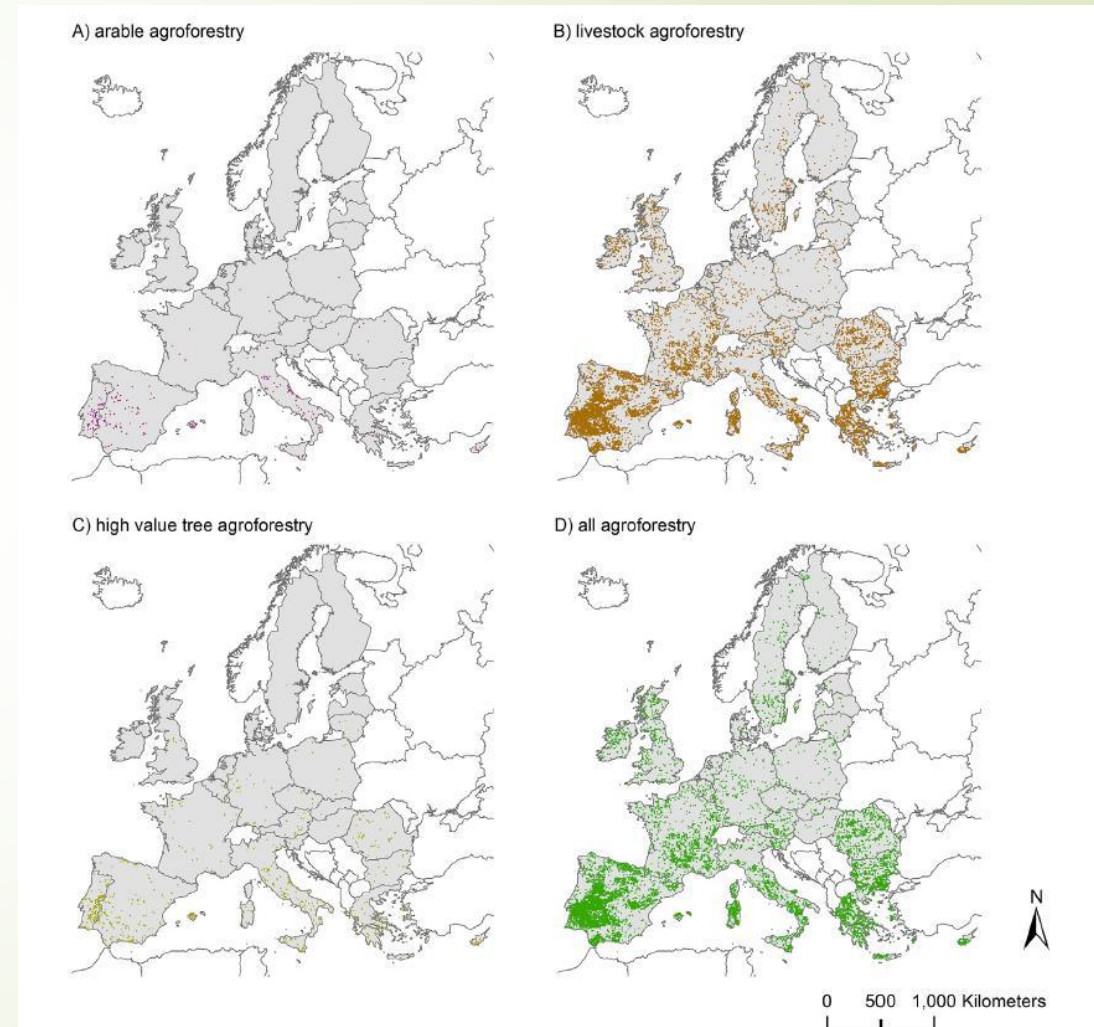 A) arable agroforestry
B) livestock agroforestry
C) high value tree agroforestry
D) all agroforestry
N
0 500 1,000 Kilometers